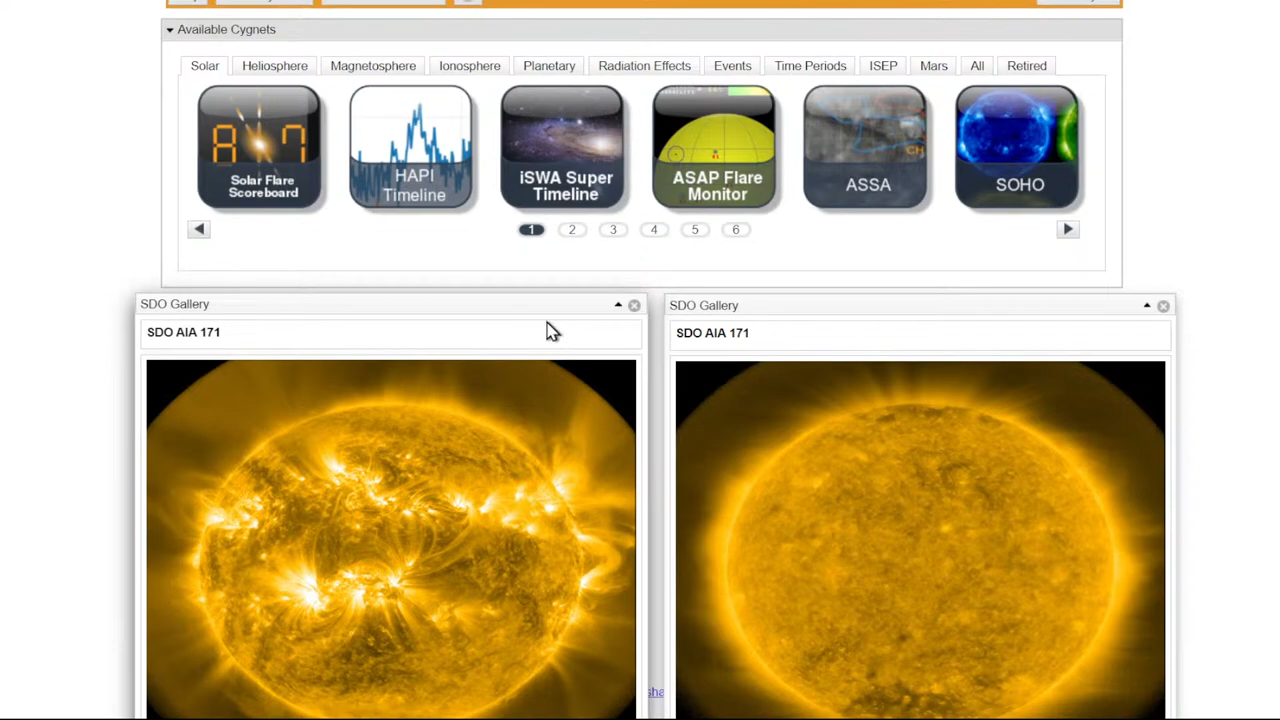 Available Cygnets
Solar Heliosphere Magnetosphere Ionosphere Planetary Radiation Effects Events Time Periods ISEP Mars All Retired
Solar Flare
Scoreboard
HAPI
Timeline
iSWA Super
Timeline
ASAP Flare
Monitor
CH
ASSA
SOHO
1 2 3 4 5 6
SDO Gallery
SDO AIA 171
SDO Gallery
SDO AIA 171
sha